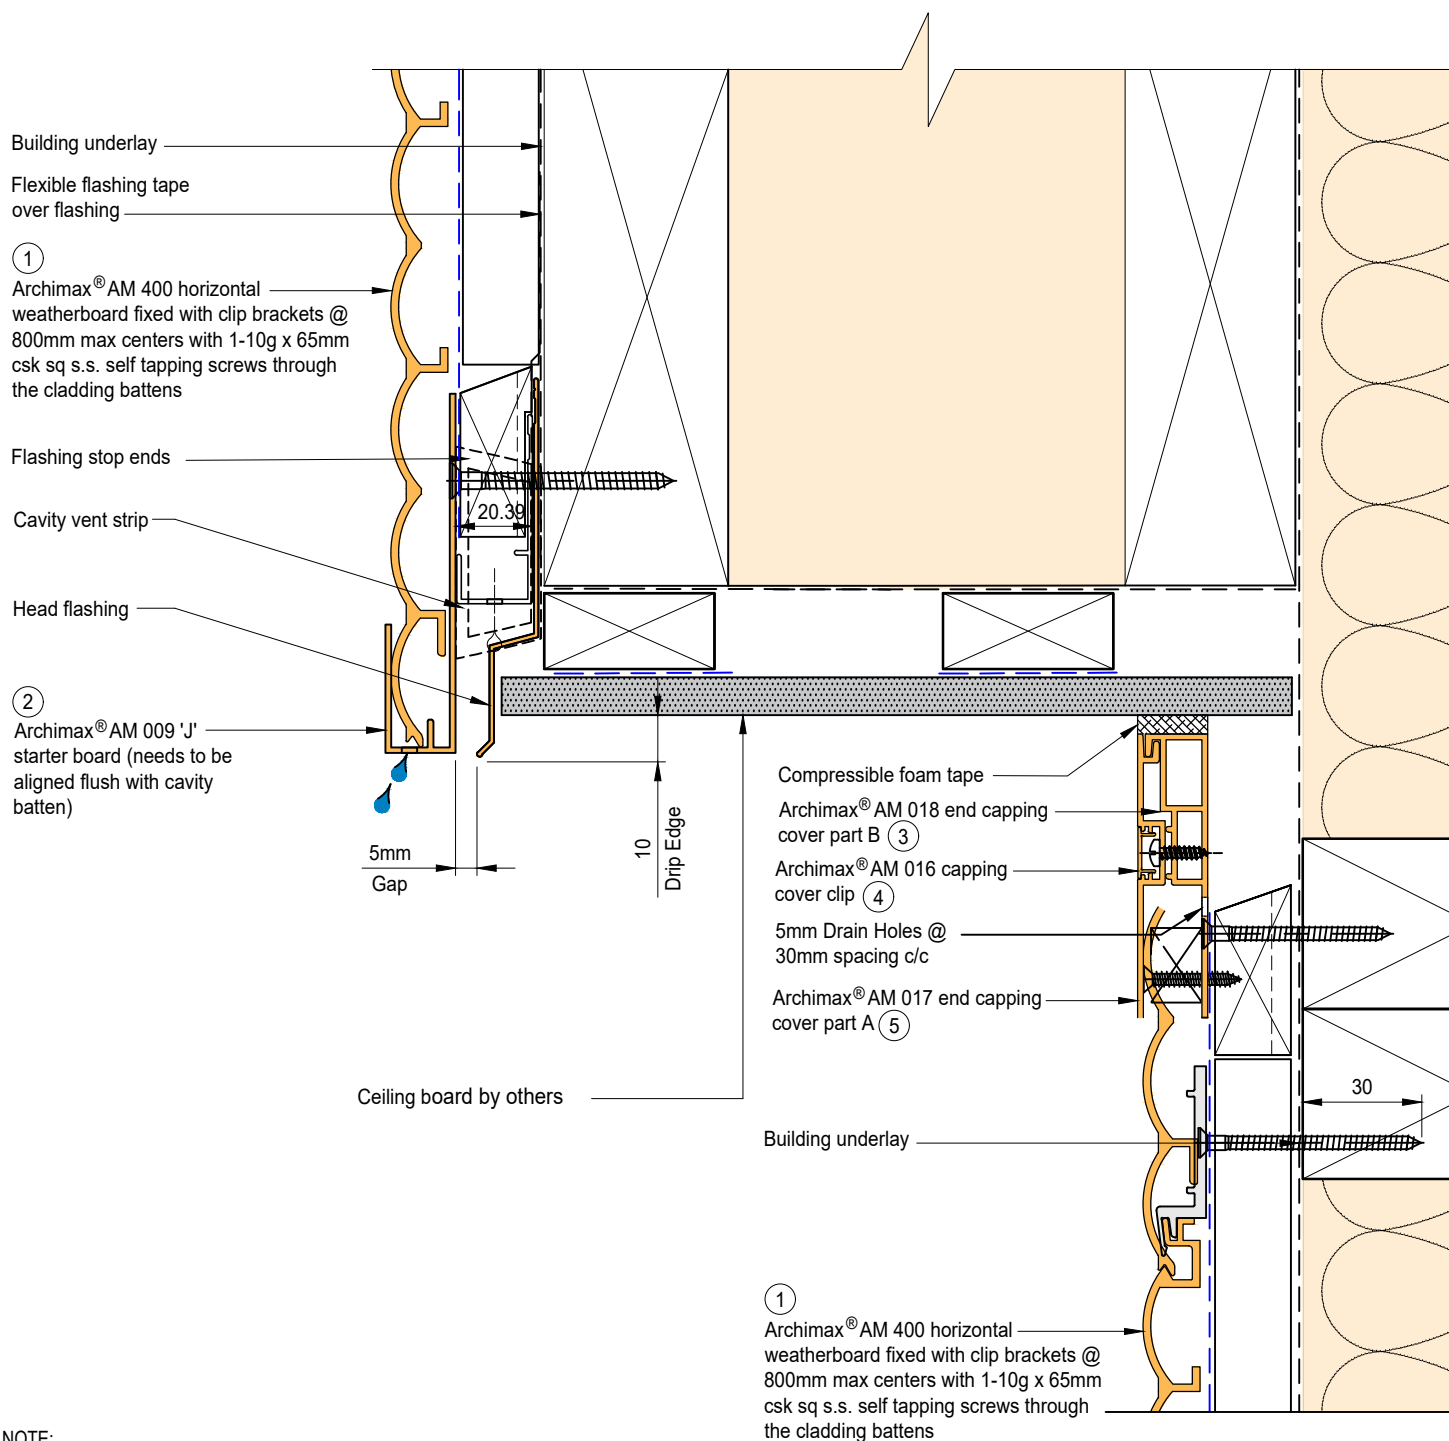 Building underlay
Flexible flashing tape
over flashing
1
Archimax® AM 400 horizontal
weatherboard fixed with clip brackets @
800mm max centers with 1-10g x 65mm
csk sq s.s. self tapping screws through
the cladding battens
Flashing stop ends
20.39
Cavity vent strip
Head flashing
2
Archimax® AM 009 'J'
starter board (needs to be
aligned flush with cavity
batten)
5mm
Gap
10
Drip Edge
Compressible foam tape
Archimax® AM 018 end capping
cover part B 3
Archimax® AM 016 capping
cover clip 4
5mm Drain Holes @
30mm spacing c/c
Archimax® AM 017 end capping
cover part A 5
Ceiling board by others
30
Building underlay
1
Archimax® AM 400 horizontal
weatherboard fixed with clip brackets @
800mm max centers with 1-10g x 65mm
csk sq s.s. self tapping screws through
the cladding battens
NOTE: